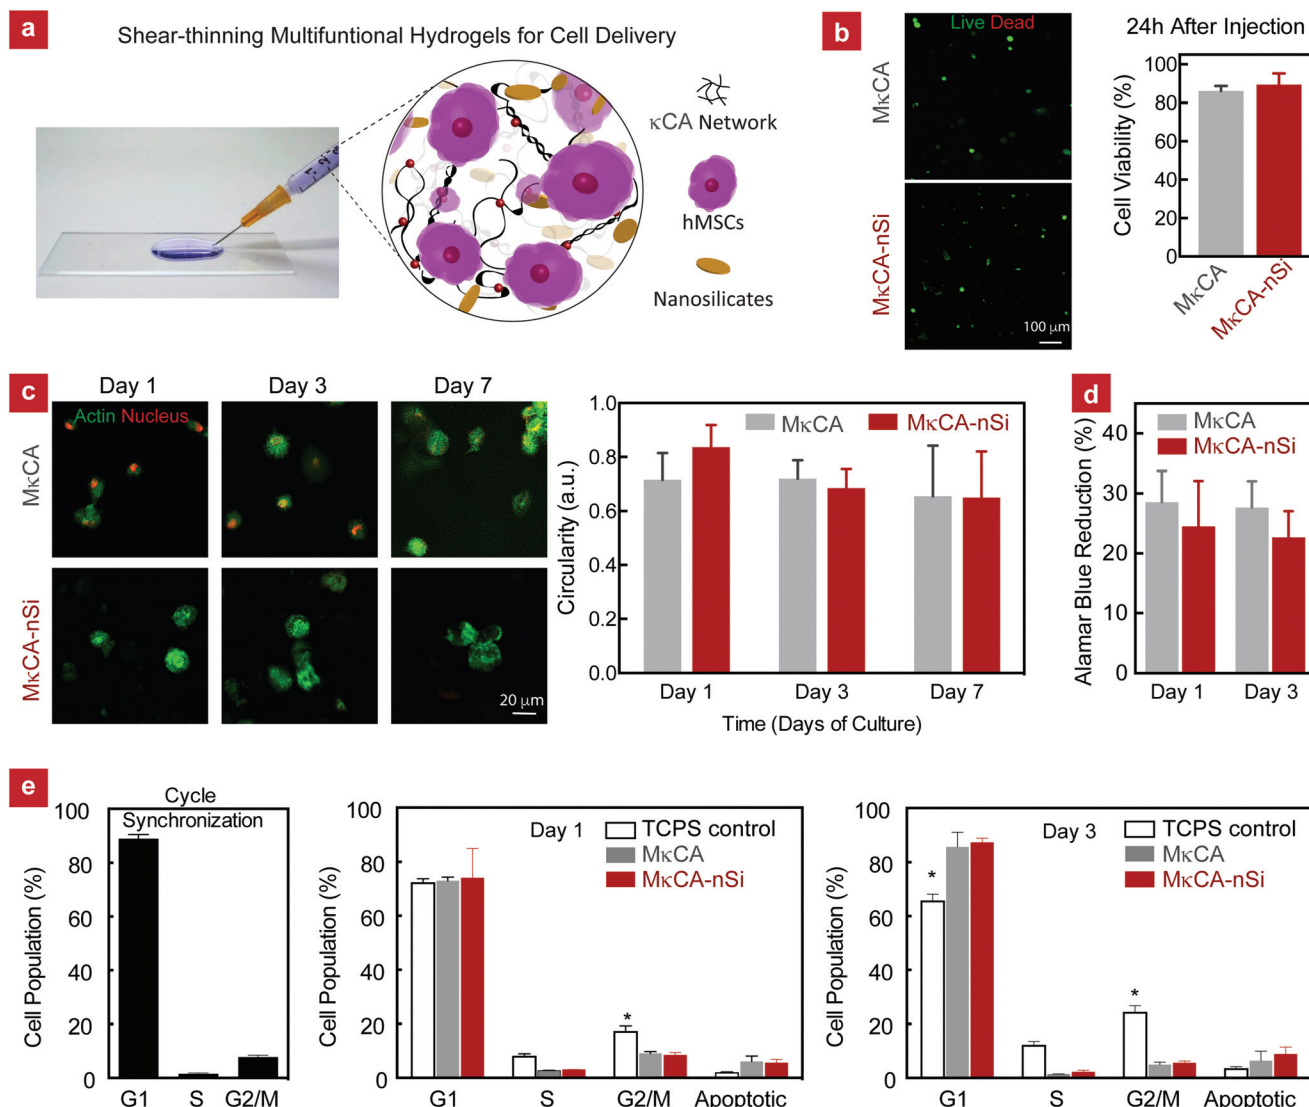 a
Shear-thinning Multifuntional Hydrogels for Cell Delivery
κCA Network
hMSCs
Nanosilicates
b
Live Dead
MκCA
MκCA-nSi
100 μm
24h After Injection
Cell Viability (%)
100
80
60
40
20
0
MκCA
MκCA-nSi
c
Day 1
Day 3
Day 7
Actin Nucleus
MκCA
MκCA-nSi
20 μm
Circularity (a.u.)
1.0
0.8
0.6
0.4
0.2
0.0
MκCA
MκCA-nSi
Day 1
Day 3
Day 7
Time (Days of Culture)
d
Alamar Blue Reduction (%)
40
30
20
10
0
MκCA
MκCA-nSi
Day 1
Day 3
e
Cycle
Synchronization
Cell Population (%)
100
80
60
40
20
0
G1
S
G2/M
Cell Population (%)
100
80
60
40
20
0
Day 1
TCPS control
MκCA
MκCA-nSi
*
G1
S
G2/M
Apoptotic
Cell Population (%)
100
80
60
40
20
0
Day 3
TCPS control
MκCA
MκCA-nSi
*
*
G1
S
G2/M
Apoptotic